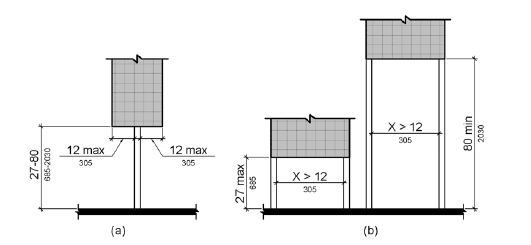 27-80
685-2030
12 max
305
12 max
305
(a)
27 max
685
X > 12
305
X > 12
305
80 min
2030
(b)